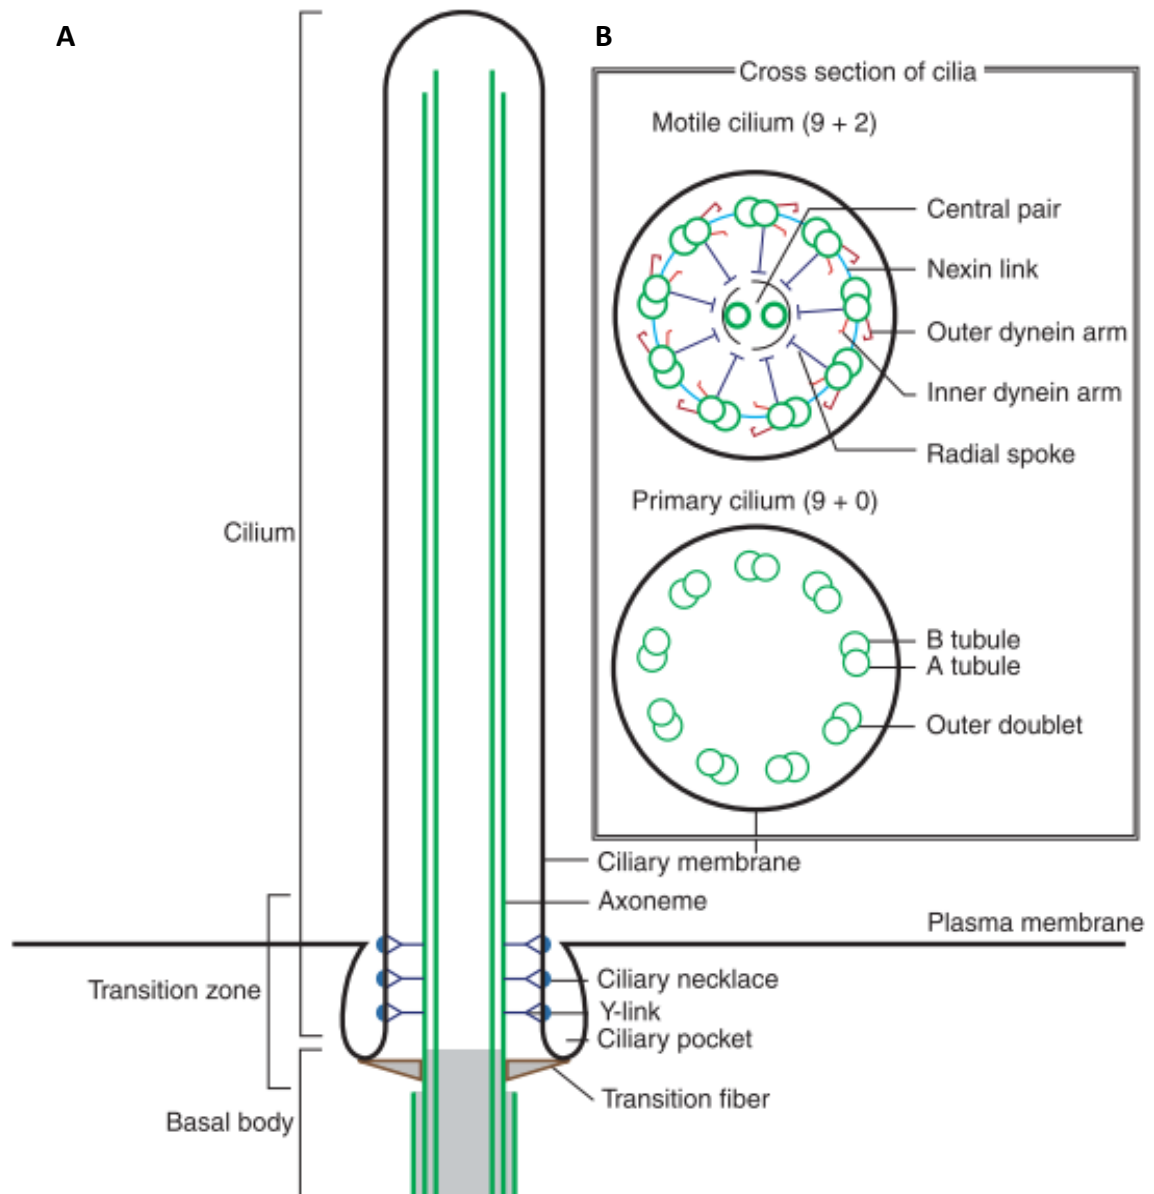 A
B
Cross section of cilia
Motile cilium (9 + 2)
Central pair
Nexin link
Outer dynein arm
Inner dynein arm
Radial spoke
Primary cilium (9 + 0)
Cilium
B tubule
A tubule
Outer doublet
Ciliary membrane
Axoneme
Plasma membrane
Transition zone
Ciliary necklace
Y-link
Ciliary pocket
Transition fiber
Basal body